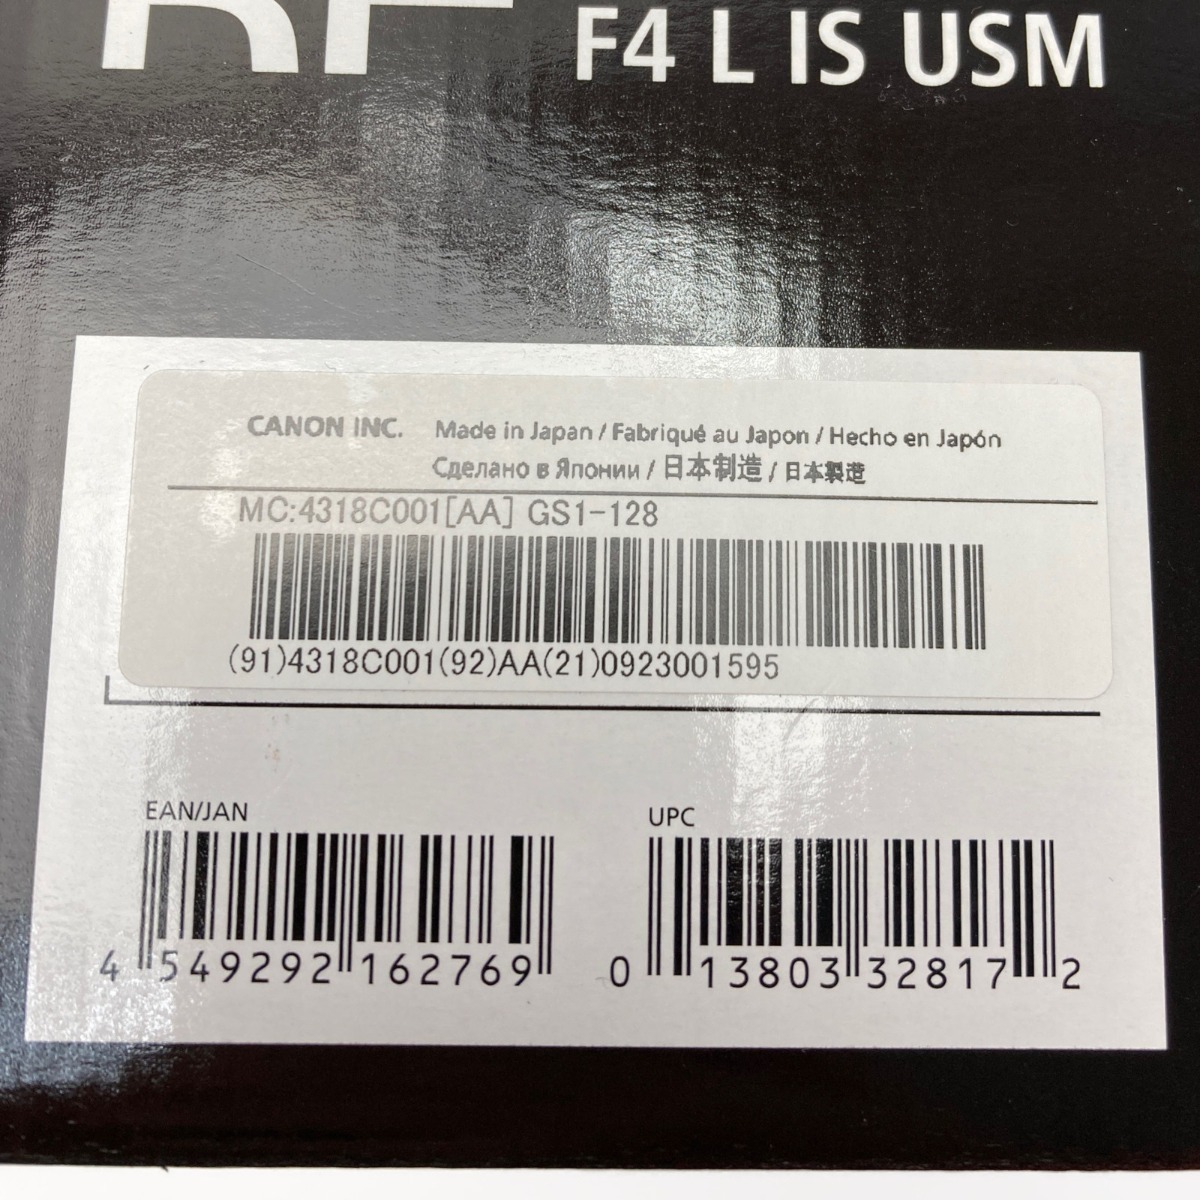 RF
F4 L IS USM
CANON INC. Made in Japan / Fabriqué au Japon / Hecho en Japón
Сделано в Японии / 日本制造 / 日本製造
MC:4318C001[AA] GS1-128
(91)4318C001(92)AA(21)0923001595
EAN/JAN
4 549292 162769
UPC
0 13803 32817 2